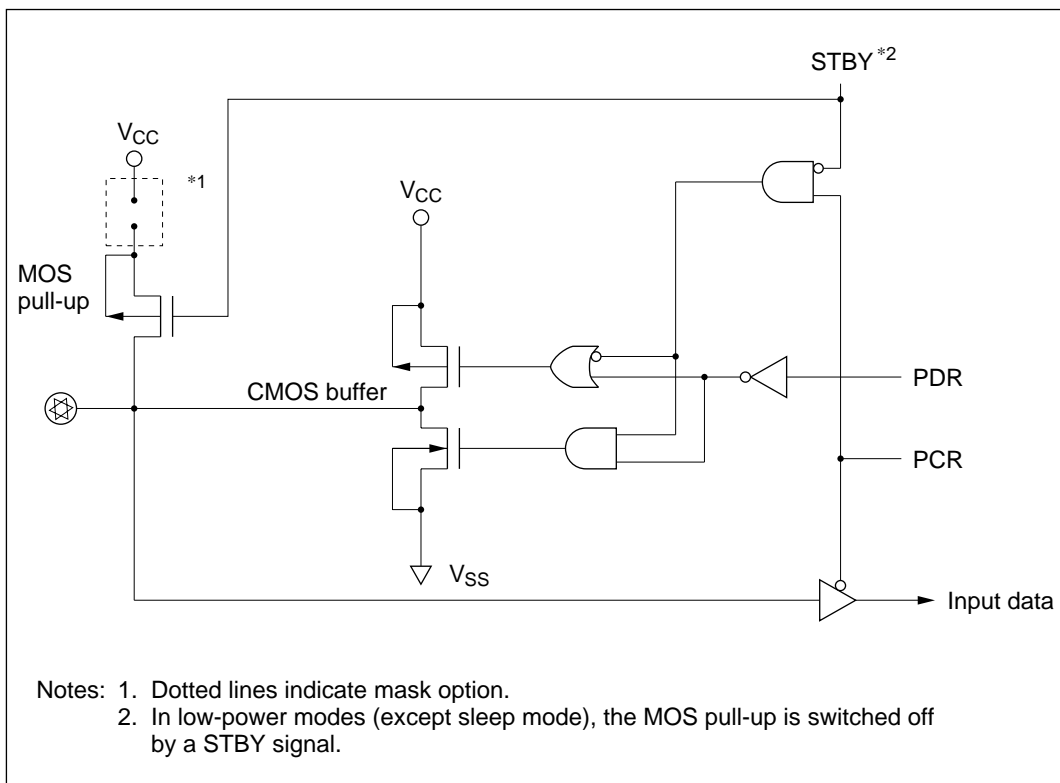 STBY *2
VCC
*1
VCC
MOS
pull-up
CMOS buffer
PDR
PCR
VSS
Input data
Notes: 1. Dotted lines indicate mask option.
2. In low-power modes (except sleep mode), the MOS pull-up is switched off
by a STBY signal.